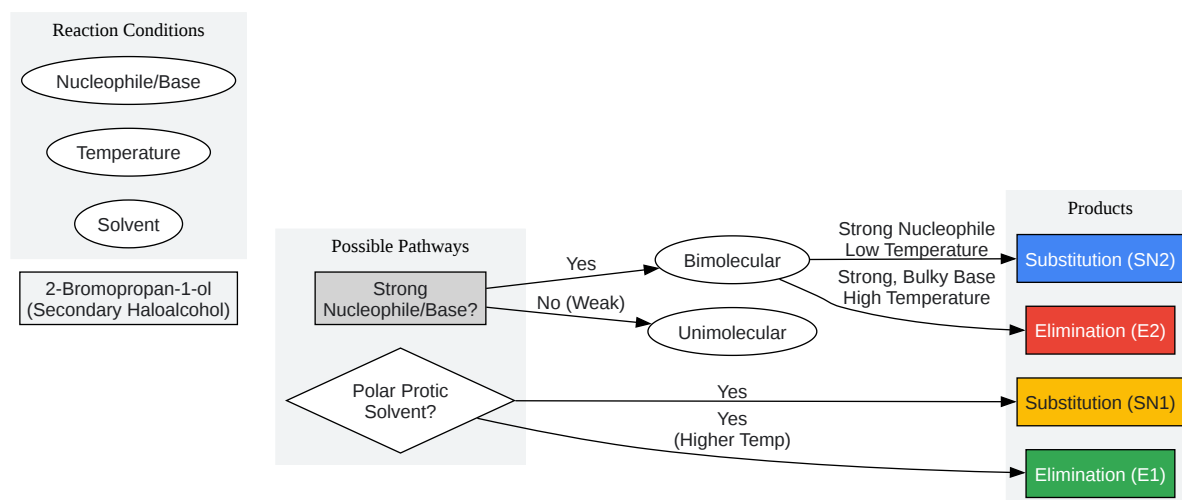 Reaction Conditions
Nucleophile/Base
Temperature
Solvent
2-Bromopropan-1-ol
(Secondary Haloalcohol)
Possible Pathways
Strong
Nucleophile/Base?
Polar Protic
Solvent?
Yes
No (Weak)
Bimolecular
Unimolecular
Strong Nucleophile
Low Temperature
Strong, Bulky Base
High Temperature
Yes
Yes
(Higher Temp)
Products
Substitution (SN2)
Elimination (E2)
Substitution (SN1)
Elimination (E1)